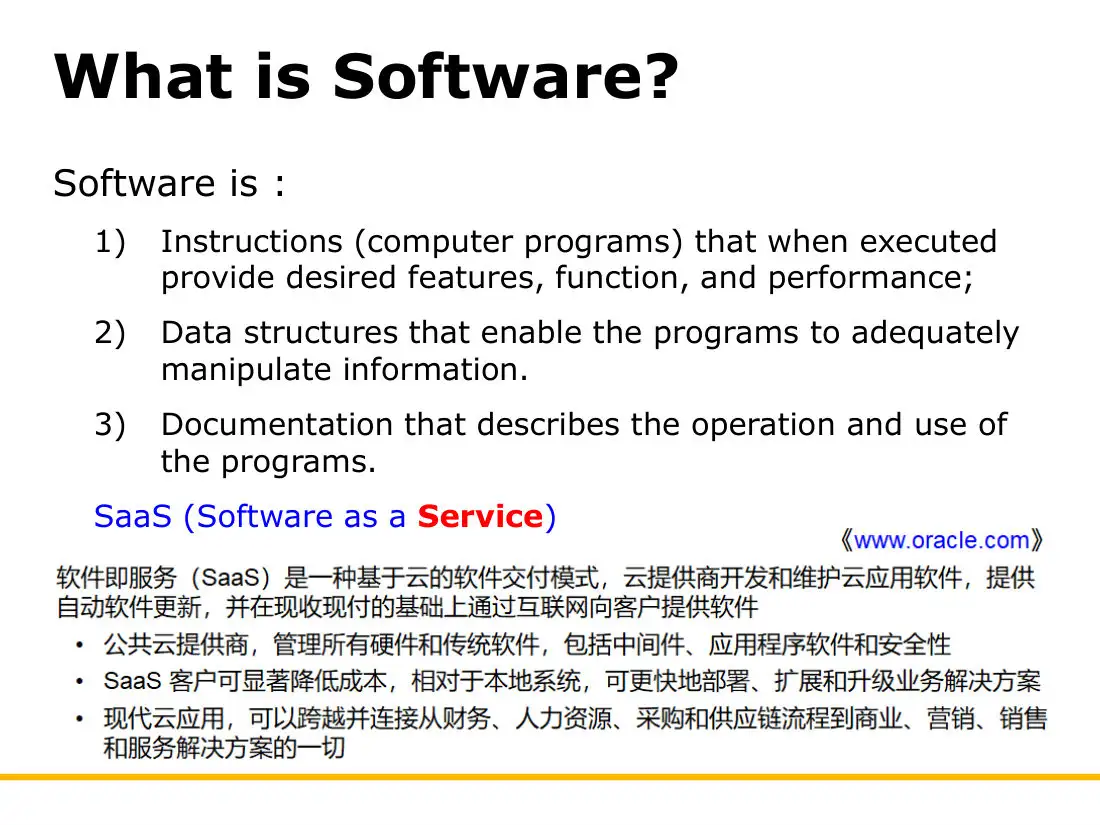 What is Software?
Software is :
1) Instructions (computer programs) that when executed
provide desired features, function, and performance;
2) Data structures that enable the programs to adequately
manipulate information.
3) Documentation that describes the operation and use of
the programs.
SaaS (Software as a Service)
《www.oracle.com》
软件即服务（SaaS）是一种基于云的软件交付模式，云提供商开发和维护云应用软件，提供
自动软件更新，并在现收现付的基础上通过互联网向客户提供软件
• 公共云提供商，管理所有硬件和传统软件，包括中间件、应用程序软件和安全性
• SaaS 客户可显著降低成本，相对于本地系统，可更快地部署、扩展和升级业务解决方案
• 现代云应用，可以跨越并连接从财务、人力资源、采购和供应链流程到商业、营销、销售
和服务解决方案的一切